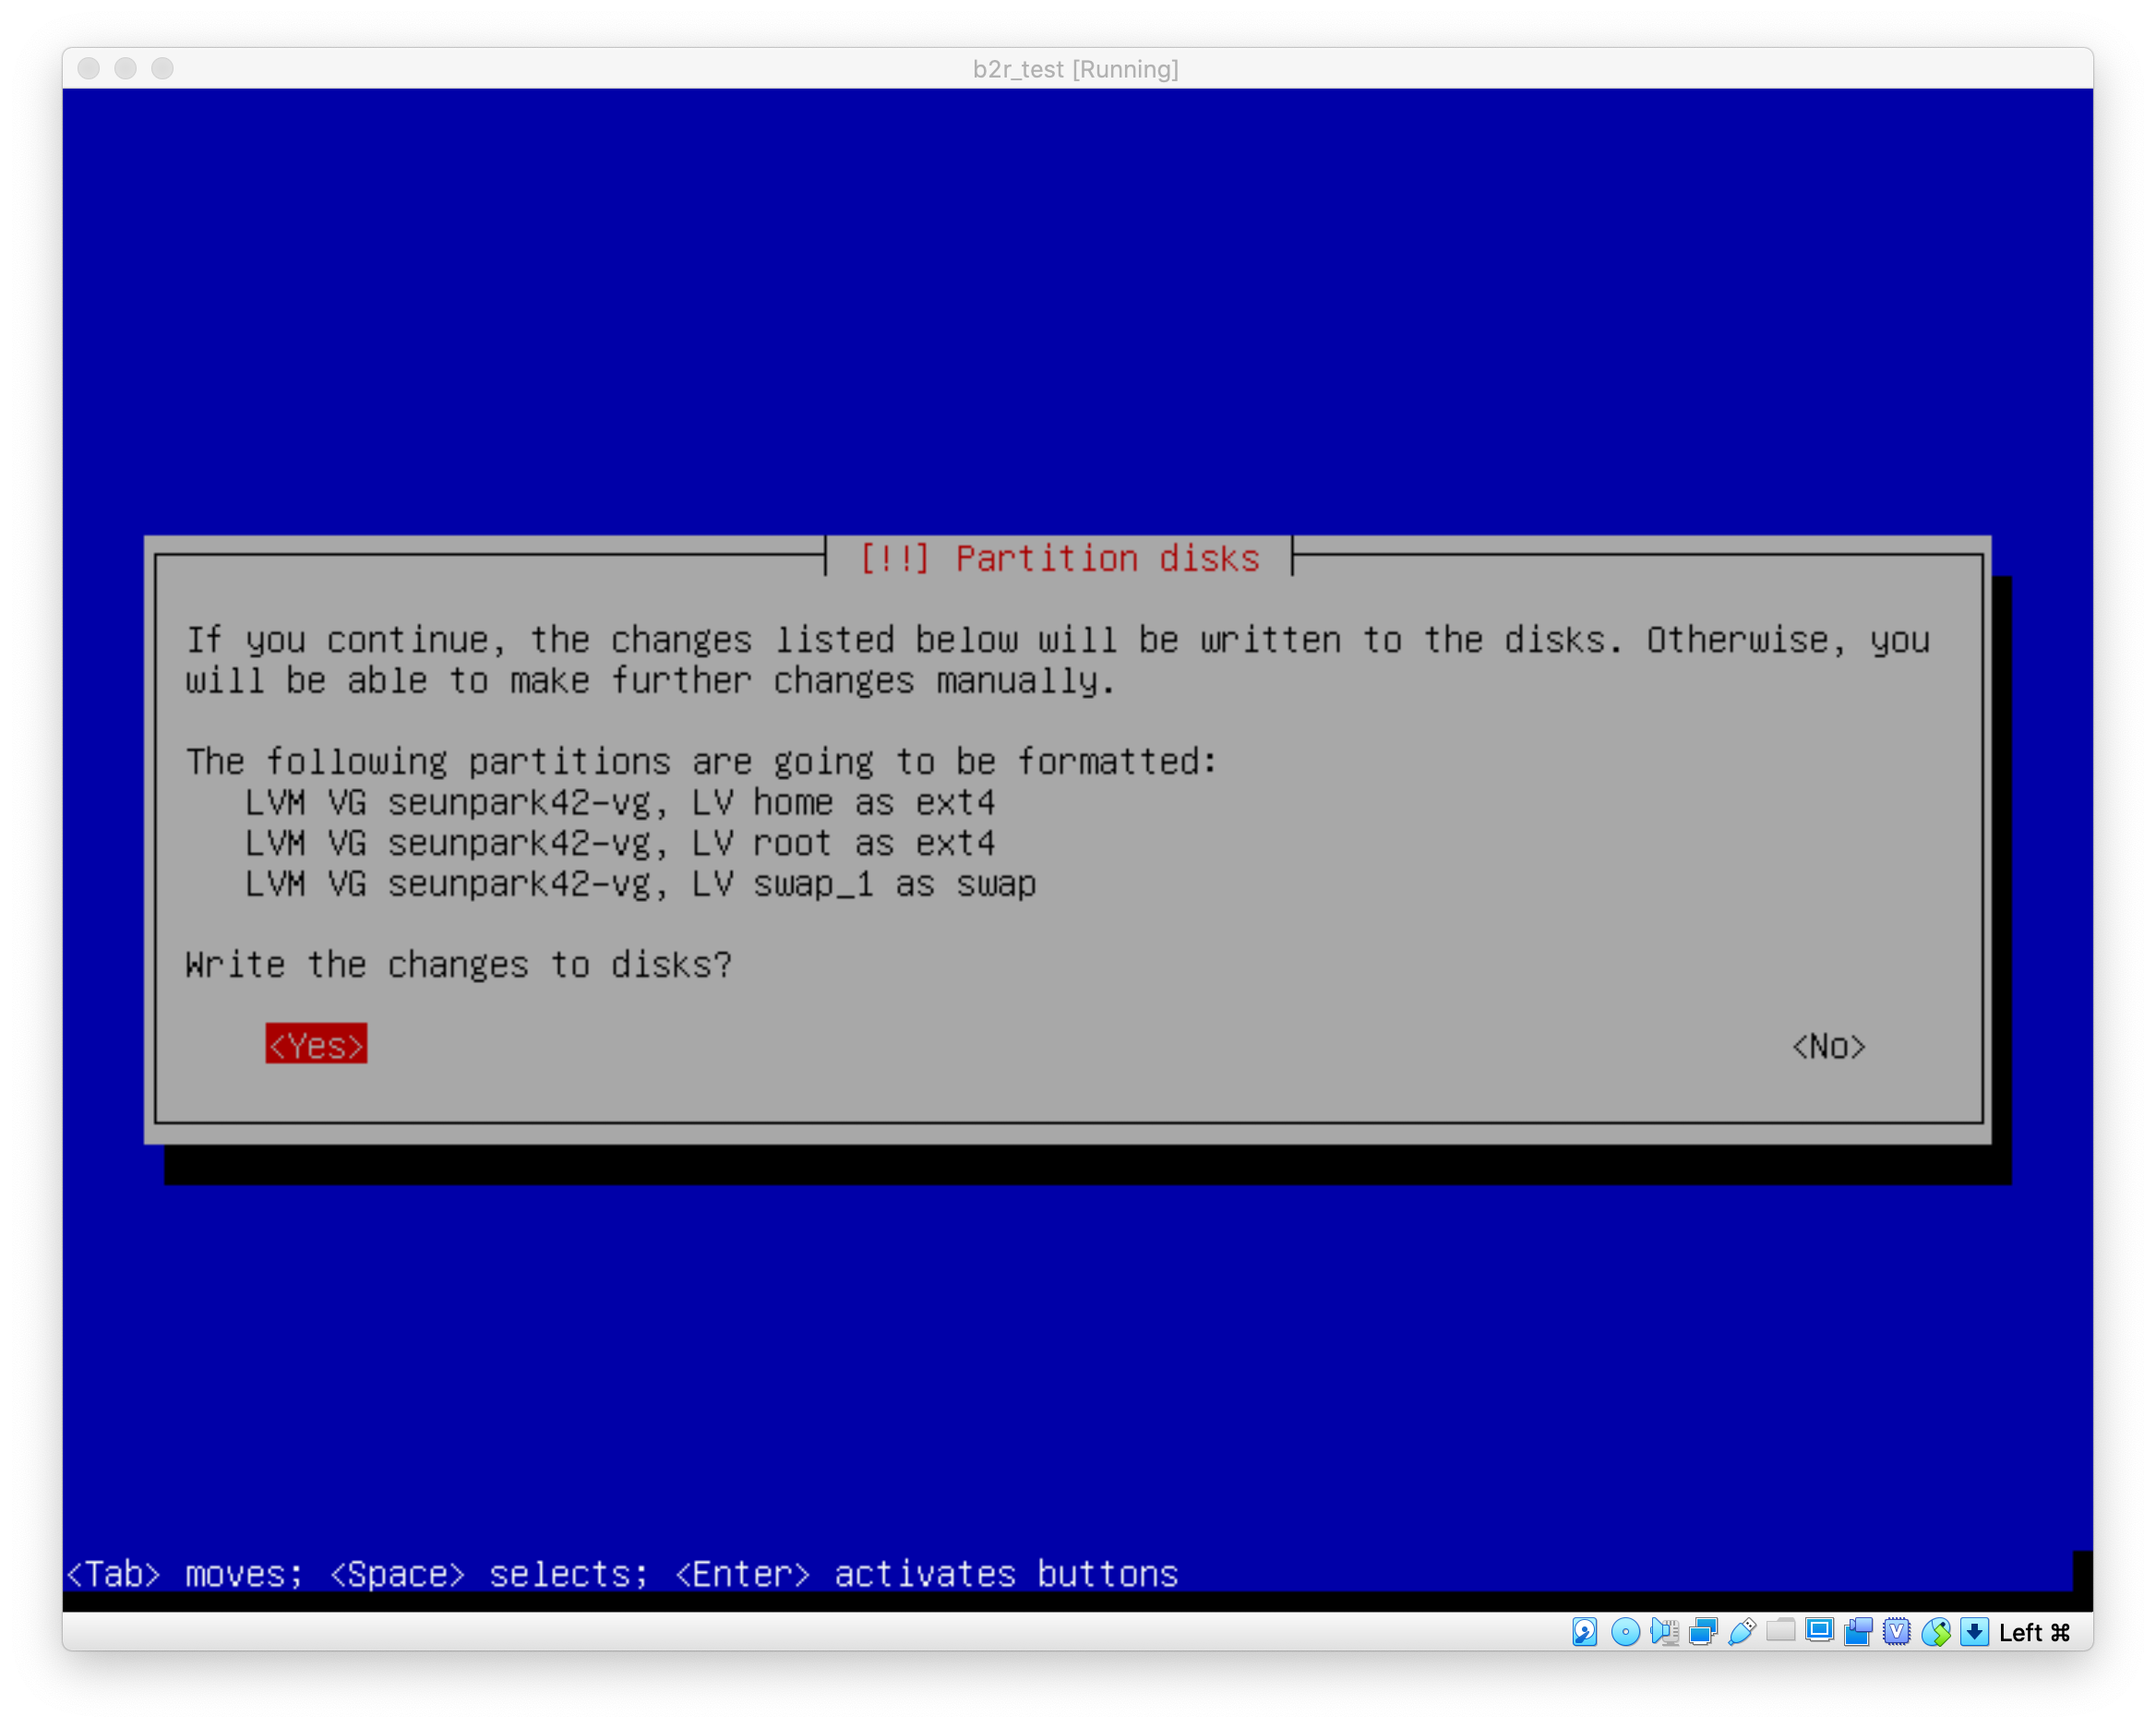 b2r_test [Running]
[!!] Partition disks
If you continue, the changes listed below will be written to the disks. Otherwise, you
will be able to make further changes manually.
The following partitions are going to be formatted:
LVM VG seunpark42-vg, LV home as ext4
LVM VG seunpark42-vg, LV root as ext4
LVM VG seunpark42-vg, LV swap_1 as swap
Write the changes to disks?
<Yes> <No>
<Tab> moves; <Space> selects; <Enter> activates buttons
Left ⌘